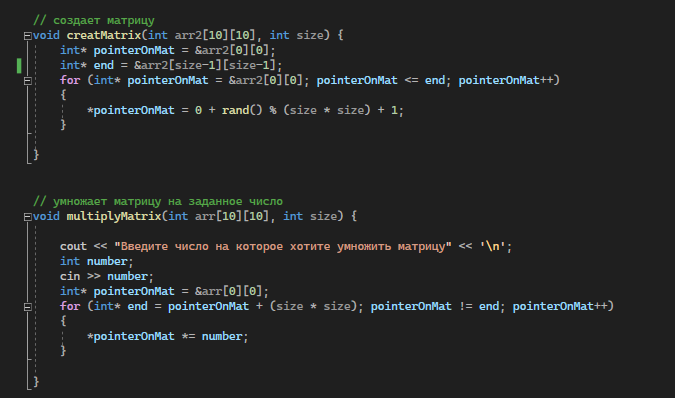 // создает матрицу
void creatMatrix(int arr2[10][10], int size) {
int* pointerOnMat = &arr2[0][0];
int* end = &arr2[size-1][size-1];
for (int* pointerOnMat = &arr2[0][0]; pointerOnMat <= end; pointerOnMat++)
{
*pointerOnMat = 0 + rand() % (size * size) + 1;
}
}
// умножает матрицу на заданное число
void multiplyMatrix(int arr[10][10], int size) {
cout << "Введите число на которое хотите умножить матрицу" << '\n';
int number;
cin >> number;
int* pointerOnMat = &arr[0][0];
for (int* end = pointerOnMat + (size * size); pointerOnMat != end; pointerOnMat++)
{
*pointerOnMat *= number;
}
}